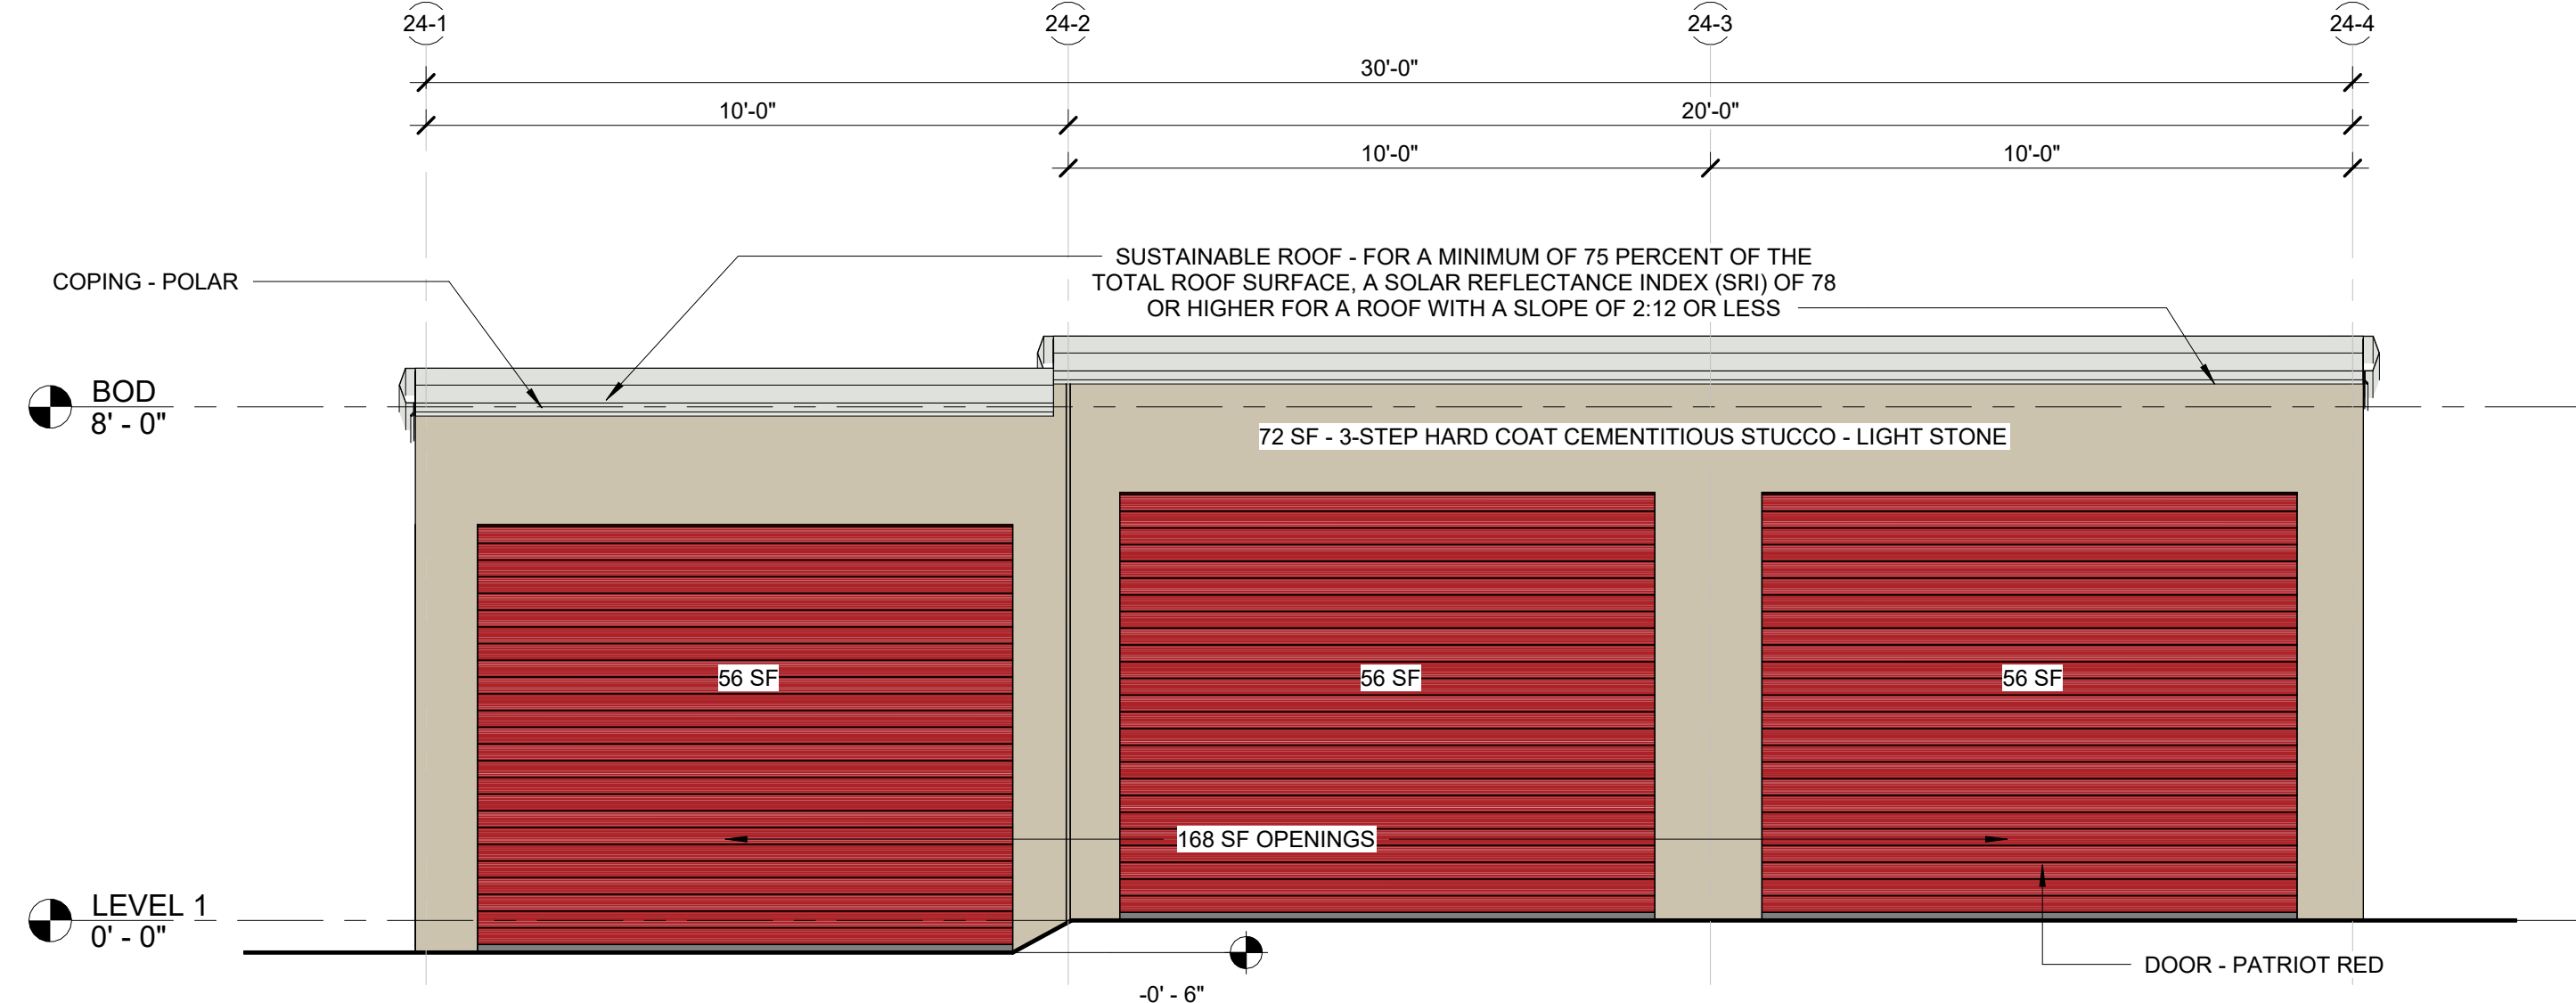 24-1
24-2
24-3
24-4
30'-0"
10'-0"
20'-0"
10'-0"
10'-0"
SUSTAINABLE ROOF - FOR A MINIMUM OF 75 PERCENT OF THE
TOTAL ROOF SURFACE, A SOLAR REFLECTANCE INDEX (SRI) OF 78
OR HIGHER FOR A ROOF WITH A SLOPE OF 2:12 OR LESS
COPING - POLAR
BOD
8' - 0"
72 SF - 3-STEP HARD COAT CEMENTITIOUS STUCCO - LIGHT STONE
56 SF
56 SF
56 SF
168 SF OPENINGS
LEVEL 1
0' - 0"
DOOR - PATRIOT RED
-0' - 6"